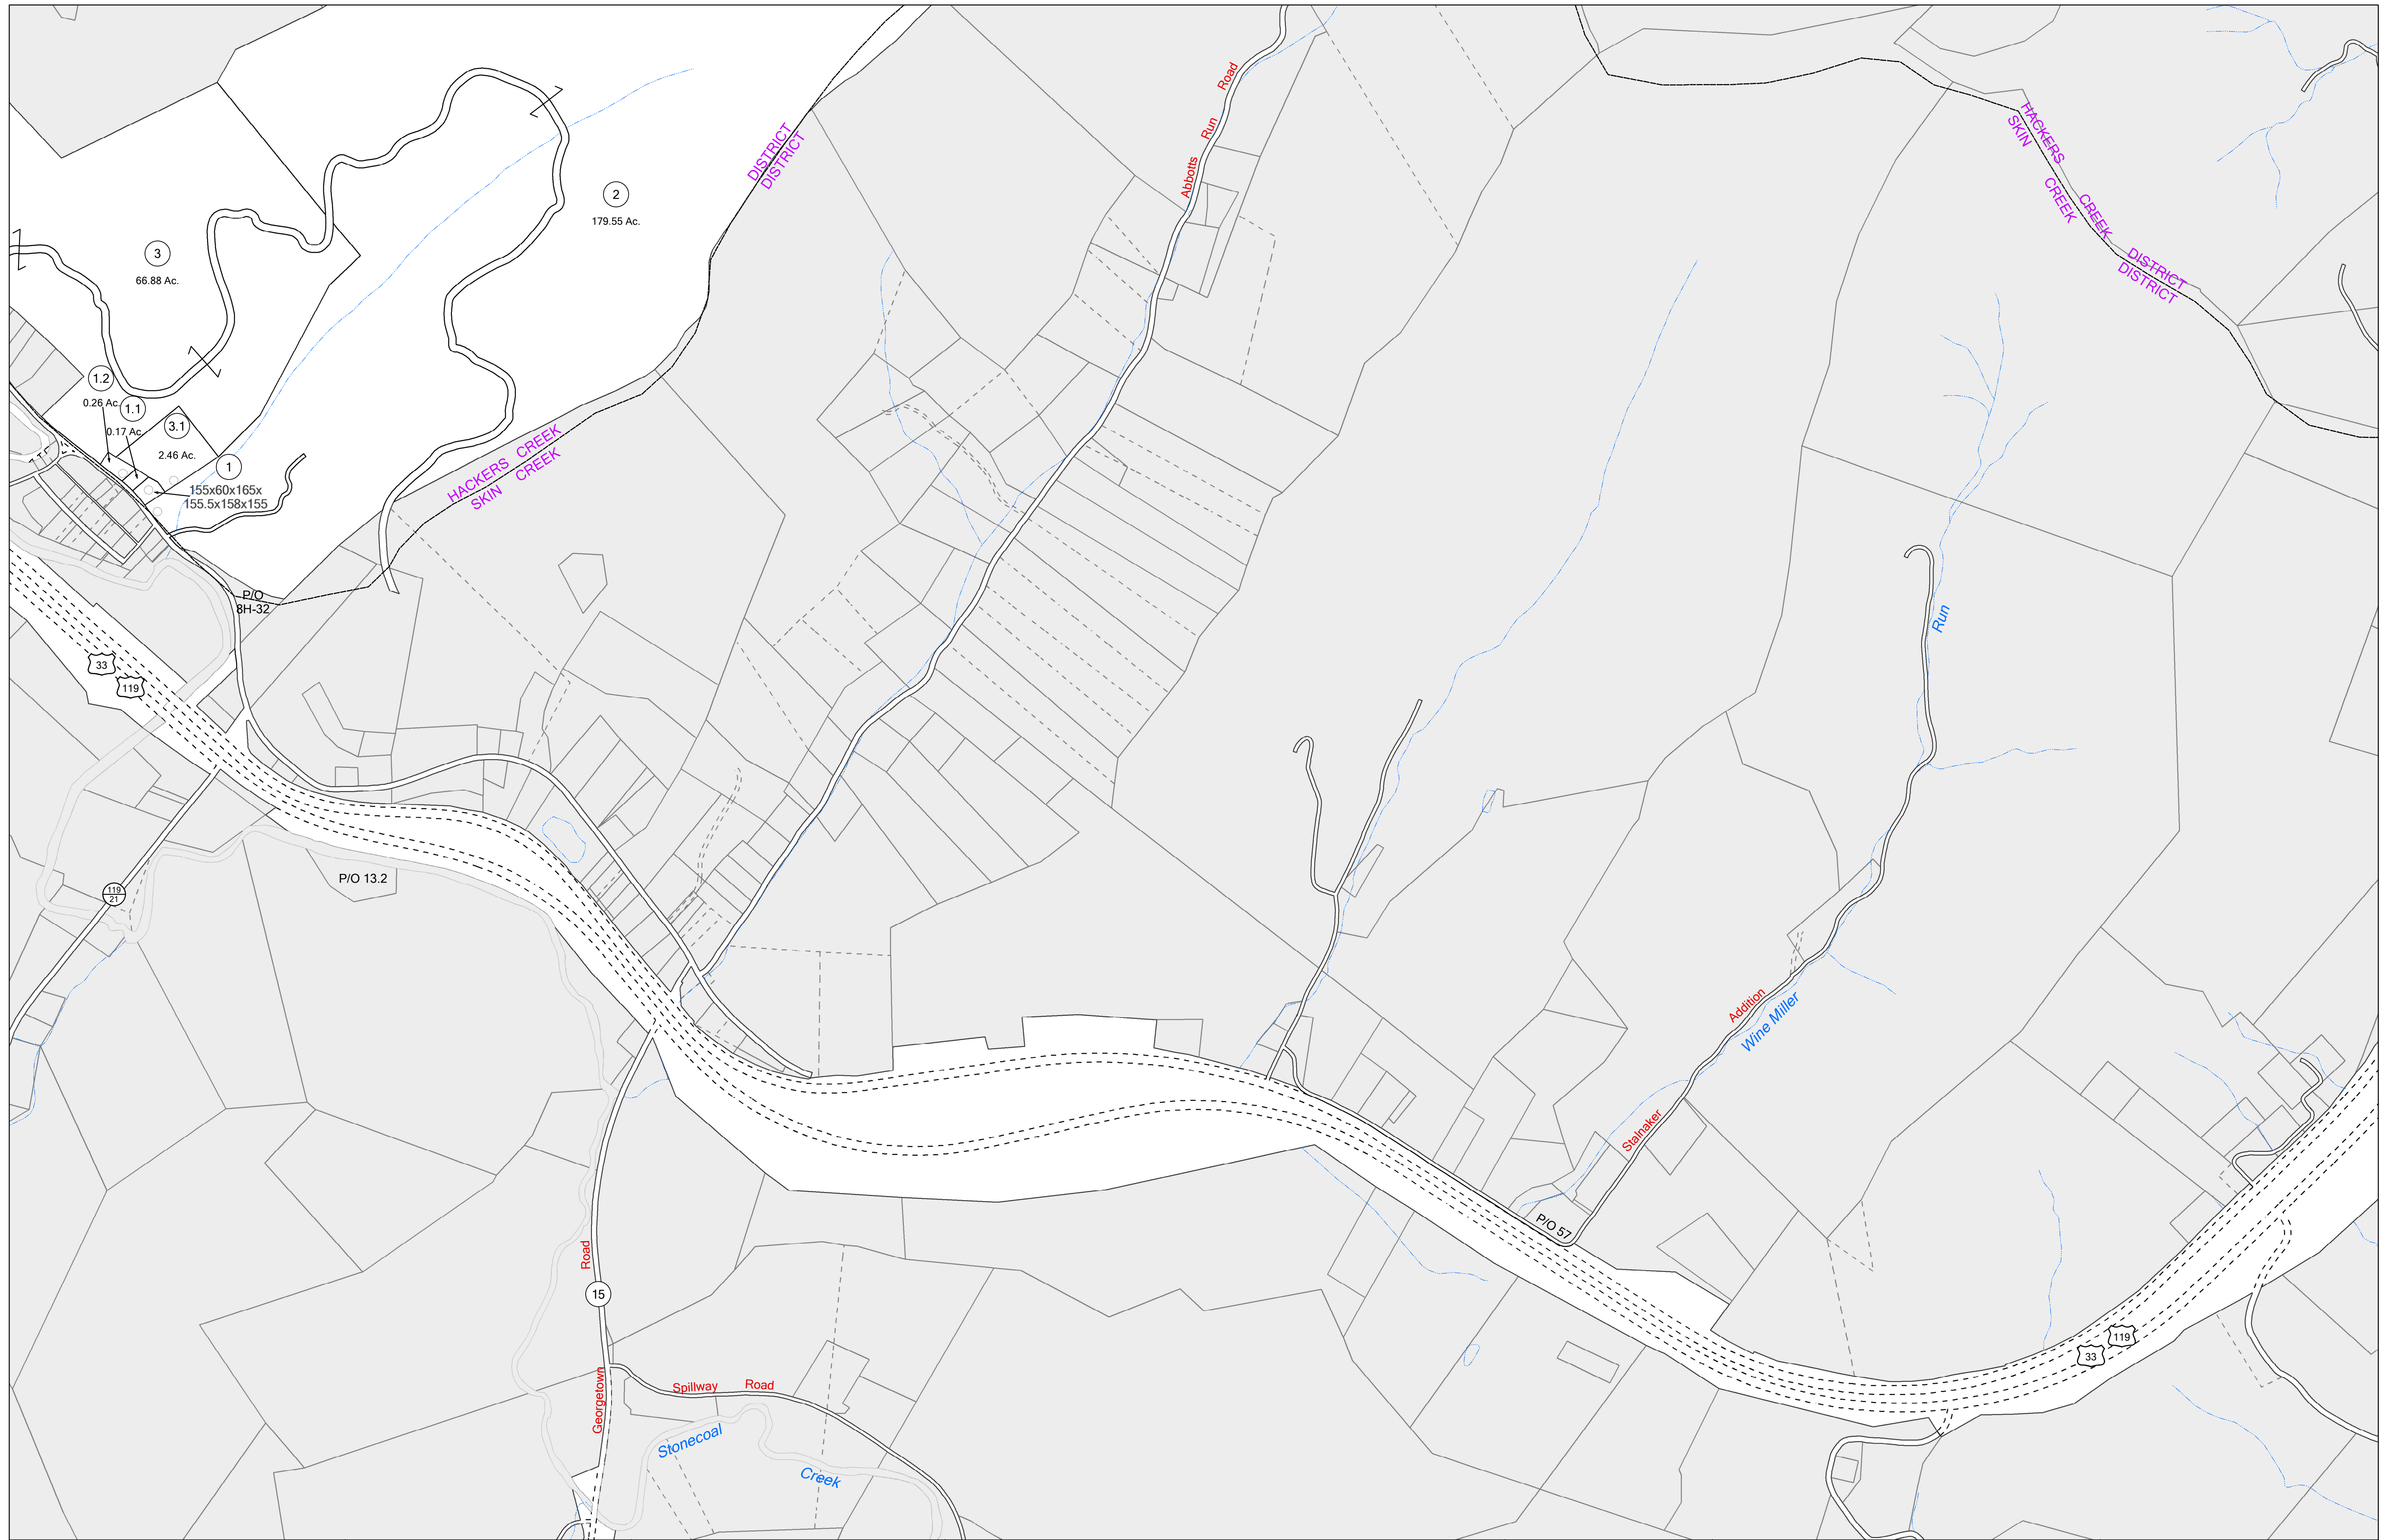 Abbotts Run Road
DISTRICT
DISTRICT
HACKERS CREEK DISTRICT
SKIN CREEK DISTRICT
2
179.55 Ac.
3
66.88 Ac.
1.2
0.26 Ac.
1.1
0.17 Ac.
3.1
2.46 Ac.
1
155x60x165x
155.5x158x155
HACKERS CREEK
SKIN CREEK
P/O
8H-32
33
119
Run
119
21
P/O 13.2
Addition
Wine Miller
Stalnaker
P/O 57
Road
15
Georgetown
Spillway Road
Stonecoal
Creek
33
119